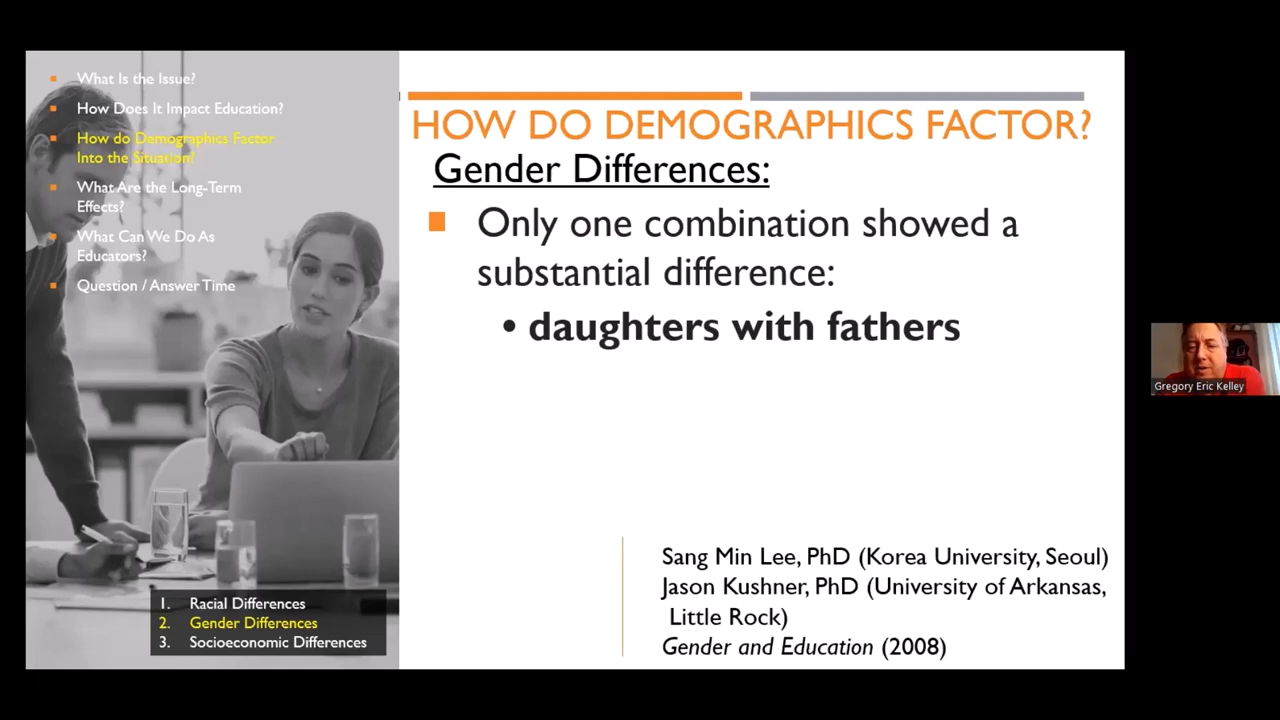 What Is the Issue?
How Does It Impact Education?
How do Demographics Factor
Into the Situation?
What Are the Long-Term
Effects?
What Can We Do As
Educators?
Question / Answer Time
1. Racial Differences
2. Gender Differences
3. Socioeconomic Differences
HOW DO DEMOGRAPHICS FACTOR?
Gender Differences:
Only one combination showed a
substantial difference:
• daughters with fathers
Sang Min Lee, PhD (Korea University, Seoul)
Jason Kushner, PhD (University of Arkansas,
Little Rock)
Gender and Education (2008)
Gregory Eric Kelley